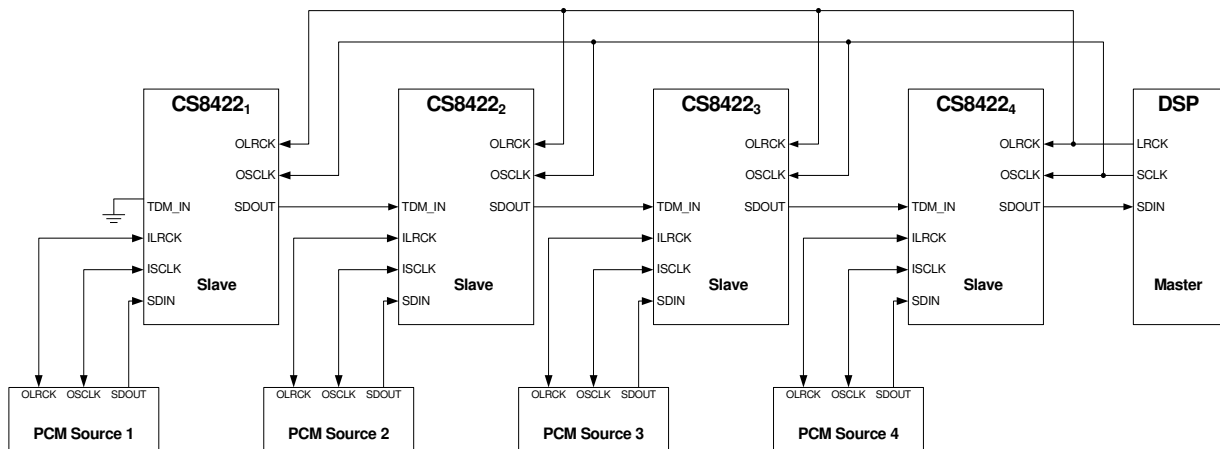 CS8422₁ CS8422₂ CS8422₃ CS8422₄ DSP
OLRCK OLRCK OLRCK OLRCK LRCK
OSCLK OSCLK OSCLK OSCLK SCLK
TDM_IN SDOUT TDM_IN SDOUT TDM_IN SDOUT TDM_IN SDOUT SDIN
ILRCK ILRCK ILRCK ILRCK
ISCLK ISCLK ISCLK ISCLK
Slave Slave Slave Slave Master
SDIN SDIN SDIN SDIN
OLRCK OSCLK SDOUT OLRCK OSCLK SDOUT OLRCK OSCLK SDOUT OLRCK OSCLK SDOUT
PCM Source 1 PCM Source 2 PCM Source 3 PCM Source 4